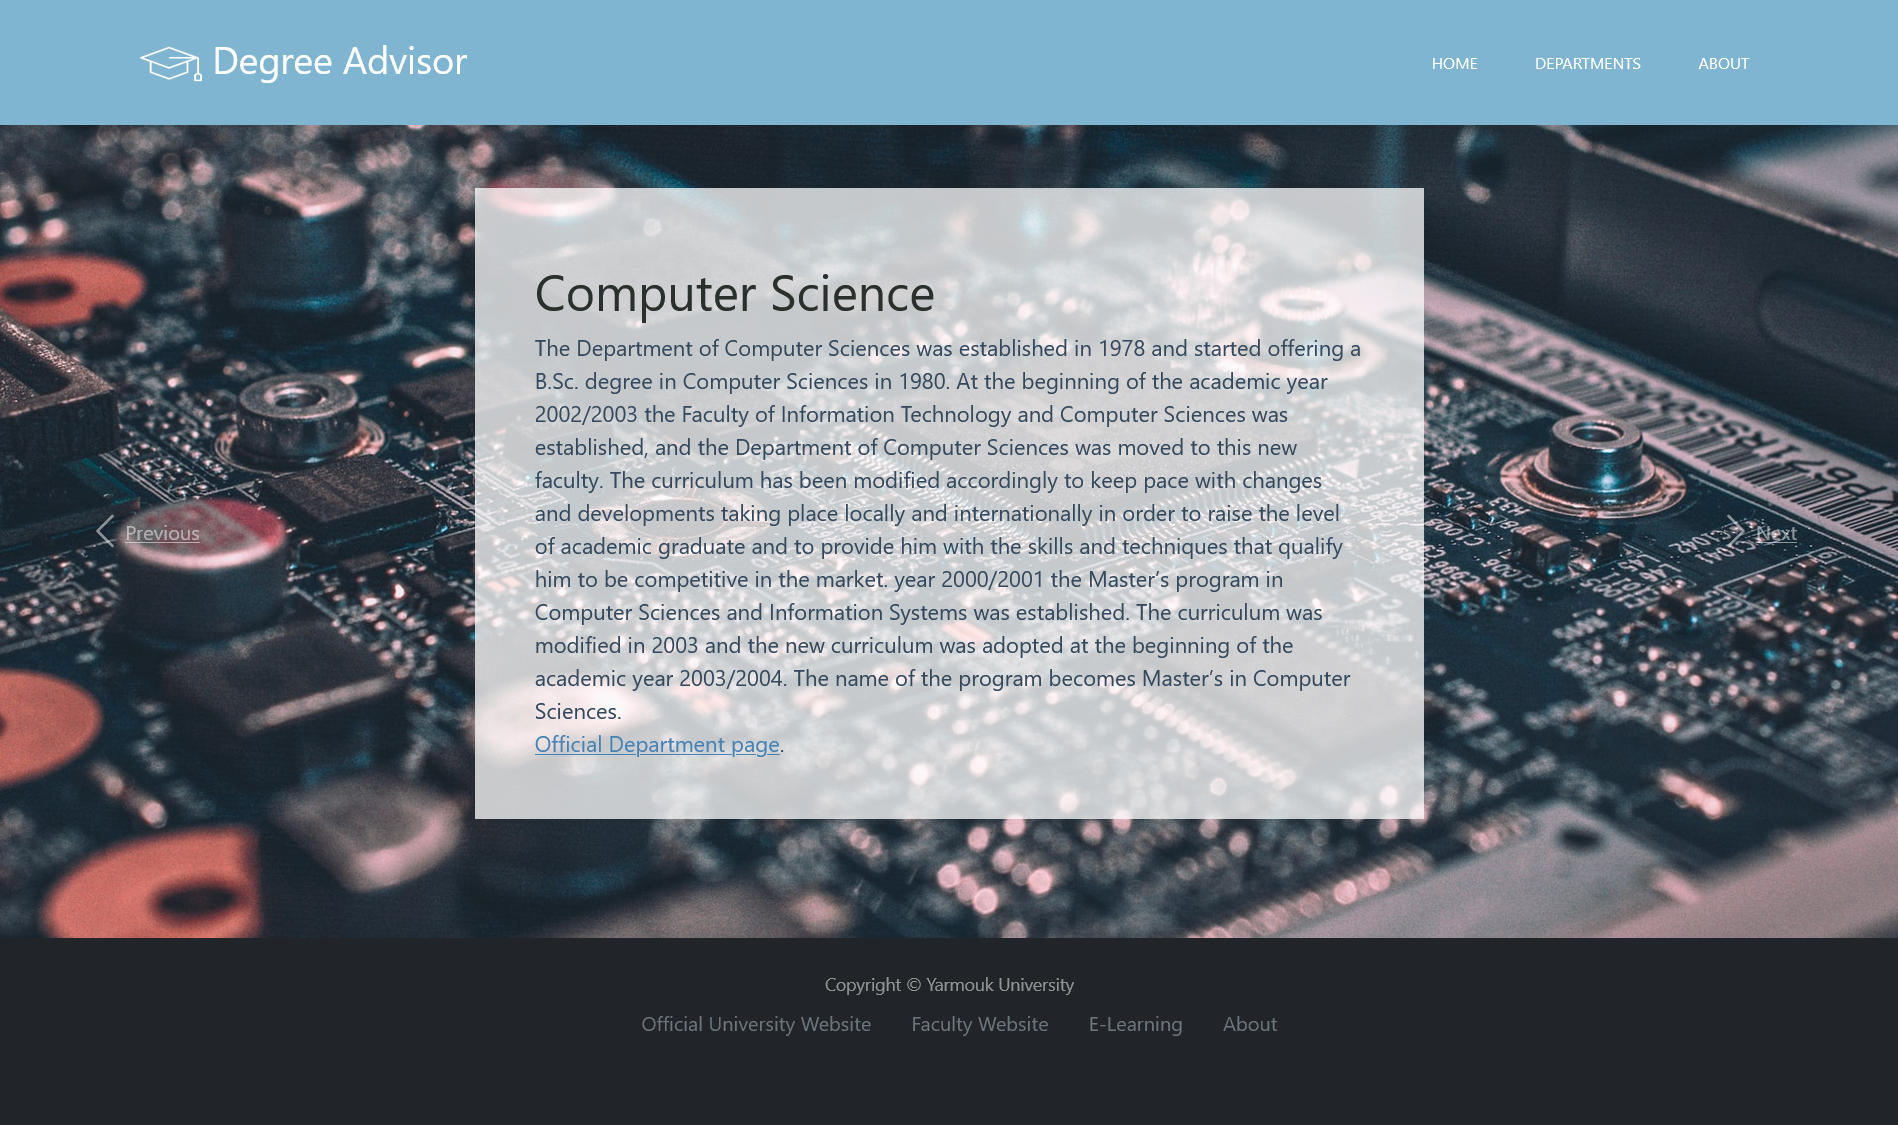 Degree Advisor
HOME
DEPARTMENTS
ABOUT
Computer Science
The Department of Computer Sciences was established in 1978 and started offering a
B.Sc. degree in Computer Sciences in 1980. At the beginning of the academic year
2002/2003 the Faculty of Information Technology and Computer Sciences was
established, and the Department of Computer Sciences was moved to this new
faculty. The curriculum has been modified accordingly to keep pace with changes
and developments taking place locally and internationally in order to raise the level
of academic graduate and to provide him with the skills and techniques that qualify
him to be competitive in the market. year 2000/2001 the Master’s program in
Computer Sciences and Information Systems was established. The curriculum was
modified in 2003 and the new curriculum was adopted at the beginning of the
academic year 2003/2004. The name of the program becomes Master’s in Computer
Sciences.
Official Department page.
Previous
Next
Copyright © Yarmouk University
Official University Website
Faculty Website
E-Learning
About